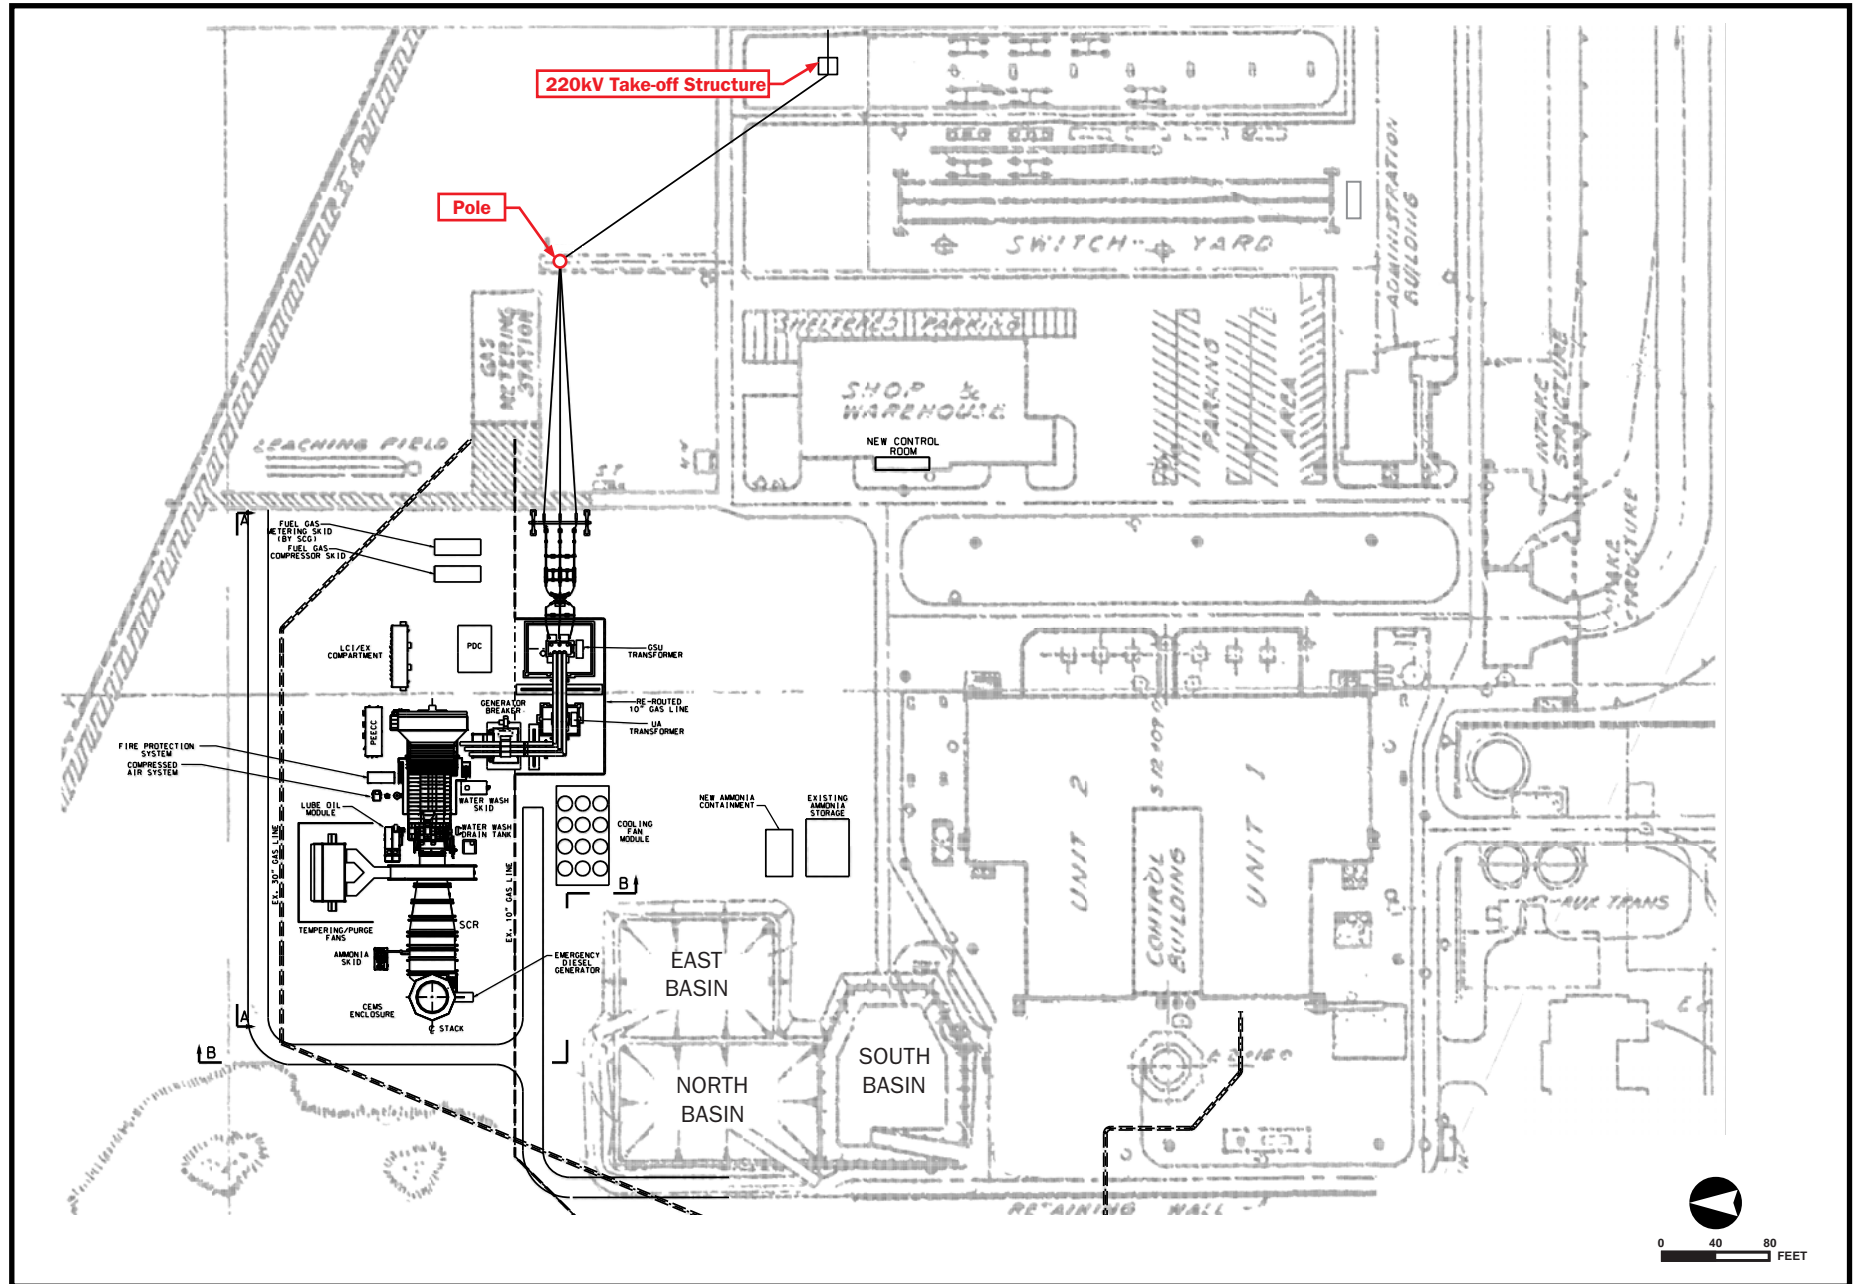 220kV Take-off Structure
Pole
SWITCH YARD
ADMINISTRATION
BUILDING
GAS
METERING
STATION
SHELTERED PARKING
SHOP &
WAREHOUSE
PARKING
AREA
INTAKE
STRUCTURE
NEW CONTROL
ROOM
LEACHING FIELD
S.T.
A
FUEL GAS
METERING SKID
(BY SCG)
FUEL GAS
COMPRESSOR SKID
INTAKE
STRUCTURE
LCI/EX
COMPARTMENT
PDC
GSU
TRANSFORMER
GENERATOR
BREAKER
RE-ROUTED
10" GAS LINE
UA
TRANSFORMER
PEECC
FIRE PROTECTION
SYSTEM
COMPRESSED
AIR SYSTEM
LUBE OIL
MODULE
WATER WASH
SKID
WATER WASH
DRAIN TANK
COOLING
FAN
MODULE
NEW AMMONIA
CONTAINMENT
EXISTING
AMMONIA
STORAGE
UNIT 2
UNIT 1
CONTROL
BUILDING
EX. 30" GAS LINE
EX. 10" GAS LINE
B
AUX TRANS
TEMPERING/PURGE
FANS
SCR
AMMONIA
SKID
EMERGENCY
DIESEL
GENERATOR
CEMS
ENCLOSURE
STACK
A
B
EAST
BASIN
NORTH
BASIN
SOUTH
BASIN
RETAINING WALL
0 40 80
FEET